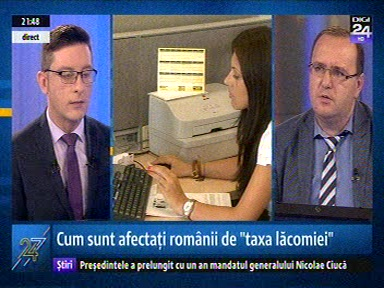 21:48
direct
DIGI
24
HD
Cum sunt afectați românii de "taxa lăcomiei"
24
Știri Președintele a prelungit cu un an mandatul generalului Nicolae Ciucă